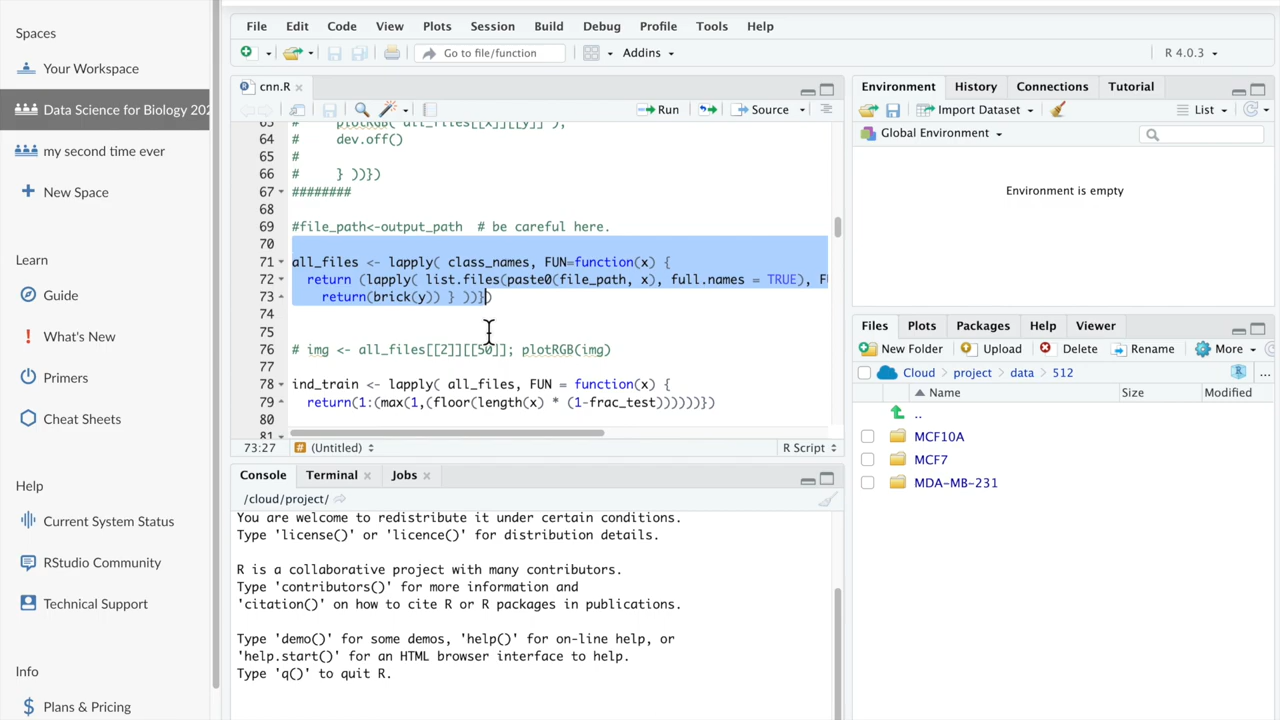 Spaces
Your Workspace
Data Science for Biology 202
my second time ever
New Space
Learn
Guide
What's New
Primers
Cheat Sheets
Help
Current System Status
RStudio Community
Technical Support
Info
Plans & Pricing
File Edit Code View Plots Session Build Debug Profile Tools Help
Go to file/function
Addins
R 4.0.3
cnn.R
Run
Source
# plotRGB( all_files[[x]][[y]] );
64 # dev.off()
65 #
66 # } ))})
67 ########
68
69 #file_path<-output_path # be careful here.
70
71 all_files <- lapply( class_names, FUN=function(x) {
72 return (lapply( list.files(paste0(file_path, x), full.names = TRUE), FU
73 return(brick(y)) } ))})
74
75
76 # img <- all_files[[2]][[50]]; plotRGB(img)
77
78 ind_train <- lapply( all_files, FUN = function(x) {
79 return(1:(max(1,(floor(length(x) * (1-frac_test))))))})
80
81
73:27 # (Untitled) R Script
Console Terminal Jobs
/cloud/project/
You are welcome to redistribute it under certain conditions.
Type 'license()' or 'licence()' for distribution details.
R is a collaborative project with many contributors.
Type 'contributors()' for more information and
'citation()' on how to cite R or R packages in publications.
Type 'demo()' for some demos, 'help()' for on-line help, or
'help.start()' for an HTML browser interface to help.
Type 'q()' to quit R.
Environment History Connections Tutorial
Import Dataset List
Global Environment
Environment is empty
Files Plots Packages Help Viewer
New Folder Upload Delete Rename More
Cloud project data 512 R ...
Name Size Modified
..
MCF10A
MCF7
MDA-MB-231